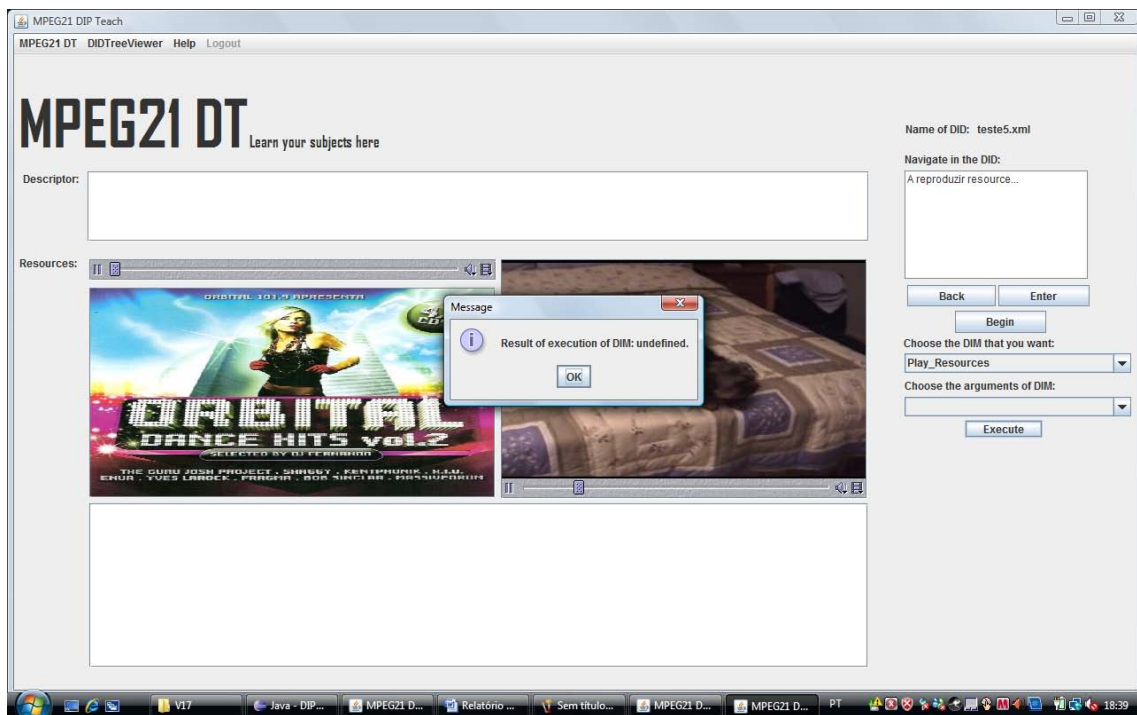 MPEG21 DIP Teach
MPEG21 DT DIDTreeViewer Help Logout
MPEG21 DT
Learn your subjects here
Name of DID: teste5.xml
Navigate in the DID:
Descriptor:
A reproduzir resource...
Resources:
ORBITAL 101.9 APRESENTA
CD
ORBITAL
DANCE HITS vol.2
SELECTED BY DJ FERNANDO
THE GURU JOSH PROJECT . SHAGGY . KENTPHUNIK . H.I.U.
ENUR . YVES LAROCK . PRAGMA . BOB SINCLAR . MASSIVEDRUM
Message
Result of execution of DIM: undefined.
OK
Back Enter
Begin
Choose the DIM that you want:
Play_Resources
Choose the arguments of DIM:
Execute
V17 Java - DIP... MPEG21 D... Relatório ... Sem título... MPEG21 D... MPEG21 D... PT 18:39